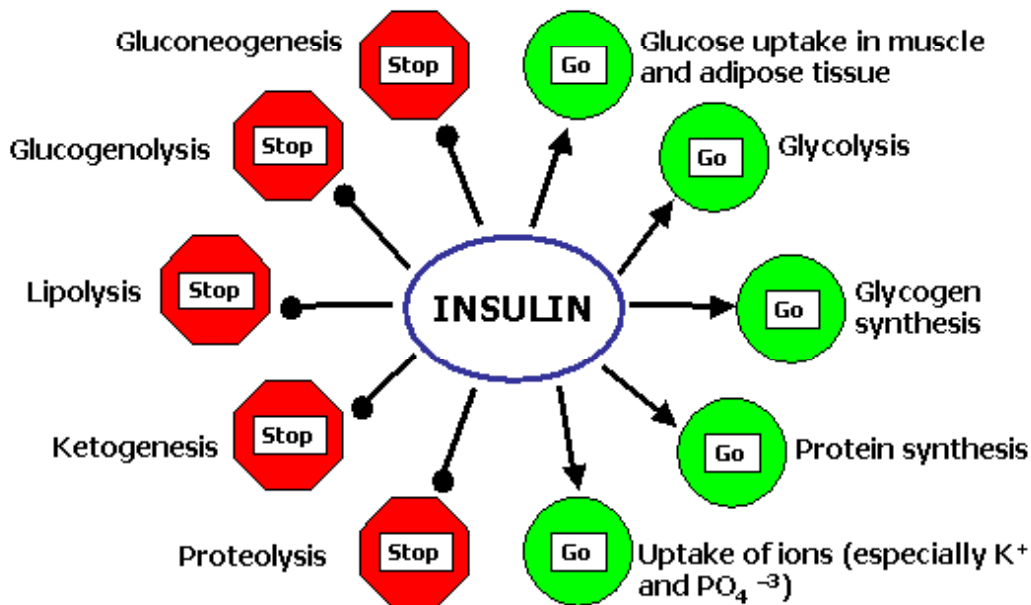 Gluconeogenesis
Stop
Go
Glucose uptake in muscle
and adipose tissue
Glucogenolysis
Stop
Go
Glycolysis
Lipolysis
Stop
INSULIN
Go
Glycogen
synthesis
Ketogenesis
Stop
Go
Protein synthesis
Proteolysis
Stop
Go
Uptake of ions (especially K⁺
and PO₄ ⁻³)